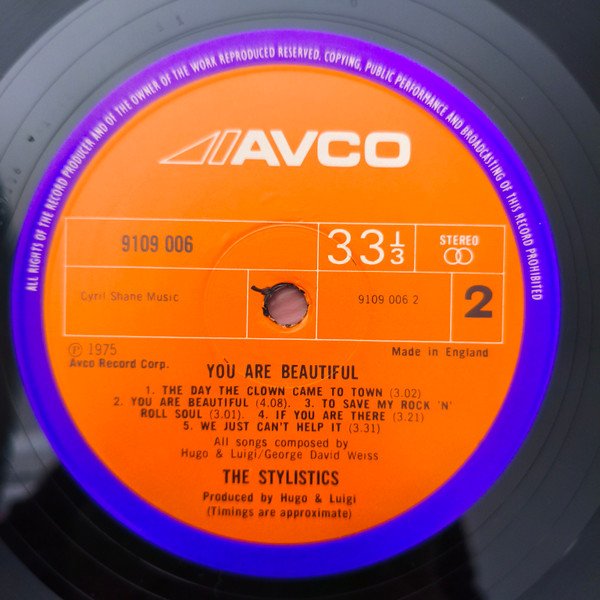 ALL RIGHTS OF THE RECORD PRODUCER AND OF THE OWNER OF THE WORK REPRODUCED RESERVED. COPYING, PUBLIC PERFORMANCE AND BROADCASTING OF THIS RECORD PROHIBITED
AVCO
9109 006
33 1/3
STEREO
Cyril Shane Music
9109 006 2
2
℗ 1975
Avco Record Corp.
Made in England
YOU ARE BEAUTIFUL
1. THE DAY THE CLOWN CAME TO TOWN (3.02)
2. YOU ARE BEAUTIFUL (4.08). 3. TO SAVE MY ROCK 'N'
ROLL SOUL (3.01). 4. IF YOU ARE THERE (3.21)
5. WE JUST CAN'T HELP IT (3.31)
All songs composed by
Hugo & Luigi/George David Weiss
THE STYLISTICS
Produced by Hugo & Luigi
(Timings are approximate)